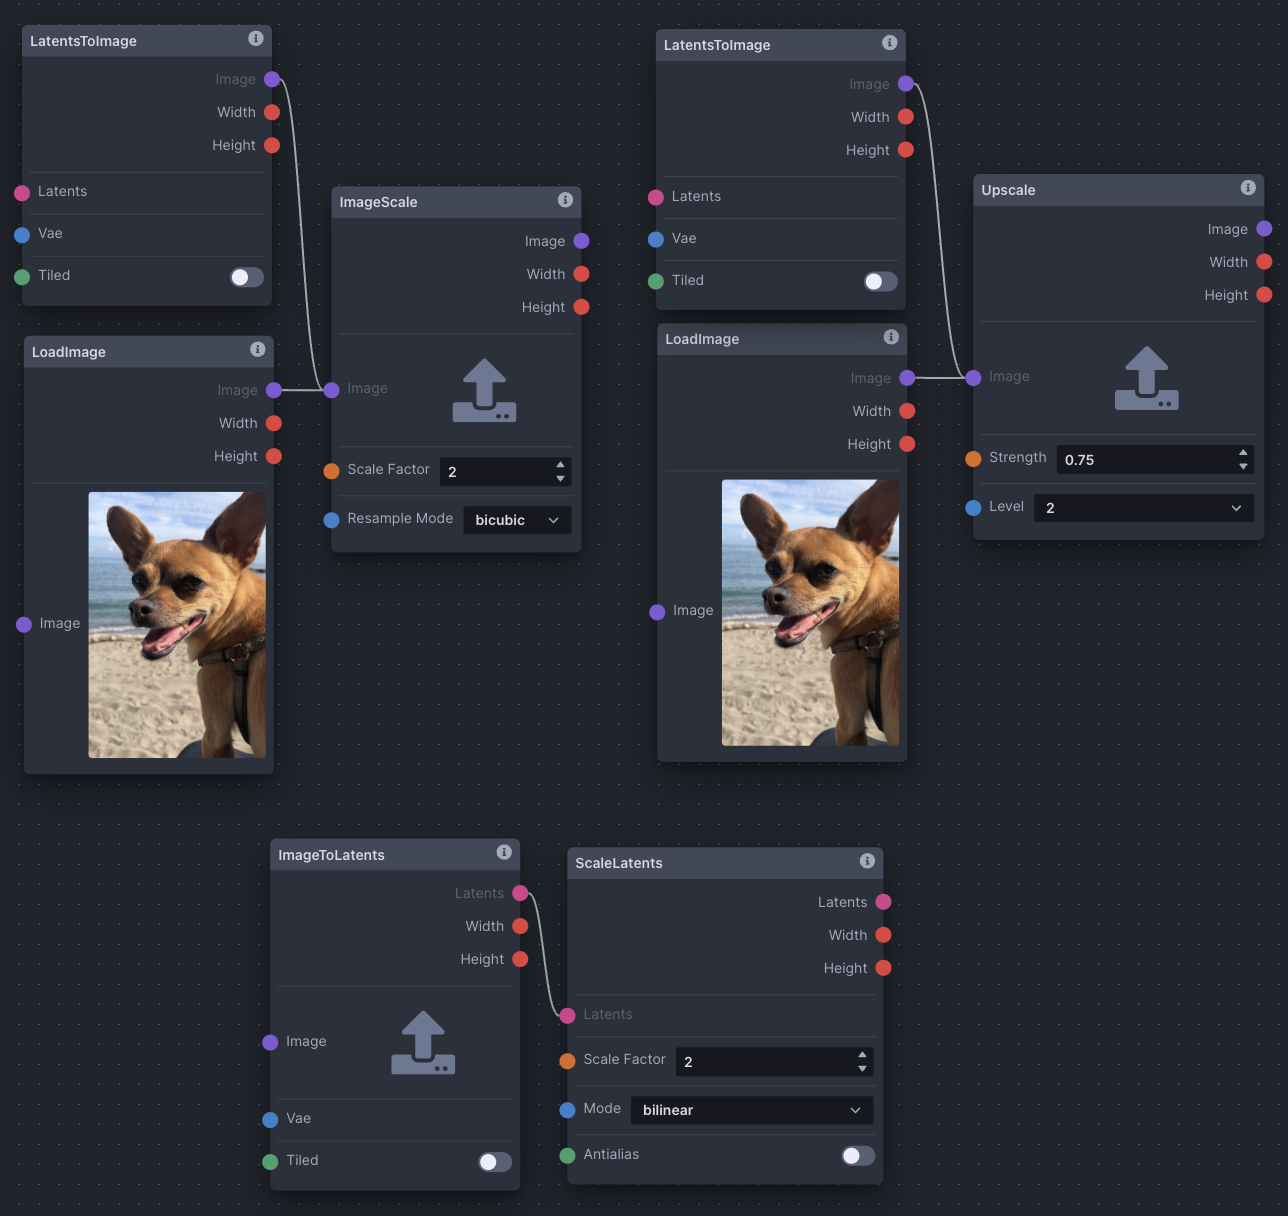 LatentsToImage
Image
Width
Height
Latents
Vae
Tiled
LoadImage
Image
Width
Height
Image
ImageScale
Image
Width
Height
Image
Scale Factor 2
Resample Mode bicubic
LatentsToImage
Image
Width
Height
Latents
Vae
Tiled
LoadImage
Image
Width
Height
Image
Upscale
Image
Width
Height
Image
Strength 0.75
Level 2
ImageToLatents
Latents
Width
Height
Image
Vae
Tiled
ScaleLatents
Latents
Width
Height
Latents
Scale Factor 2
Mode bilinear
Antialias